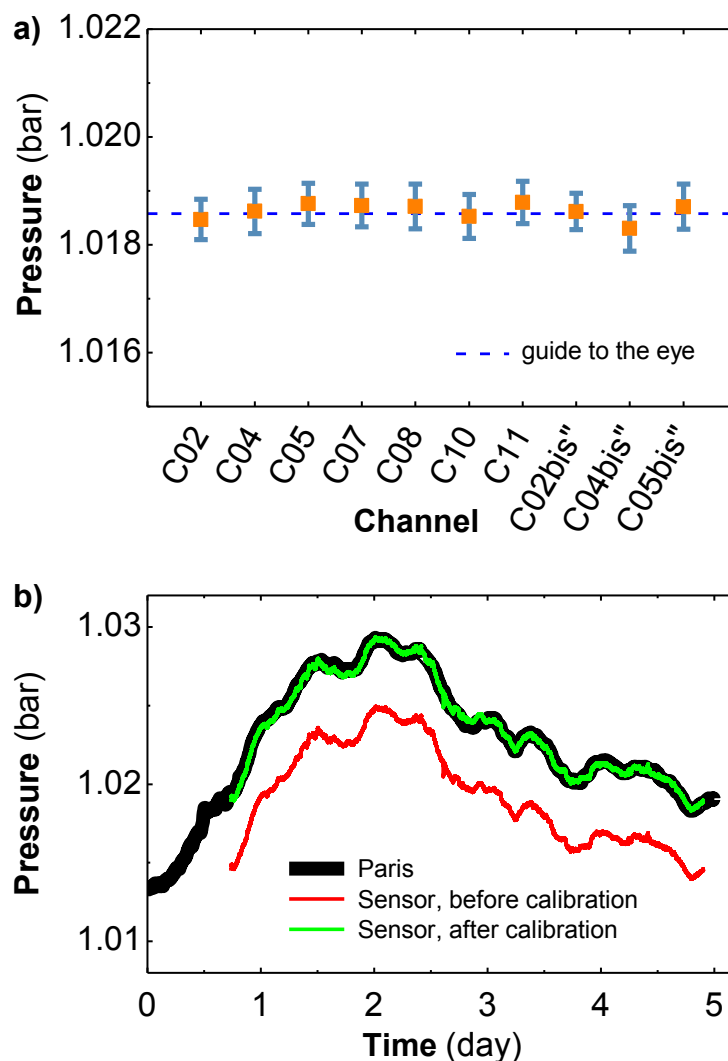 a)
1.022
1.020
1.018
1.016
Pressure (bar)
guide to the eye
C02
C04
C05
C07
C08
C10
C11
C02bis"
C04bis"
C05bis"
Channel
b)
1.03
1.02
1.01
Pressure (bar)
Paris
Sensor, before calibration
Sensor, after calibration
0 1 2 3 4 5
Time (day)